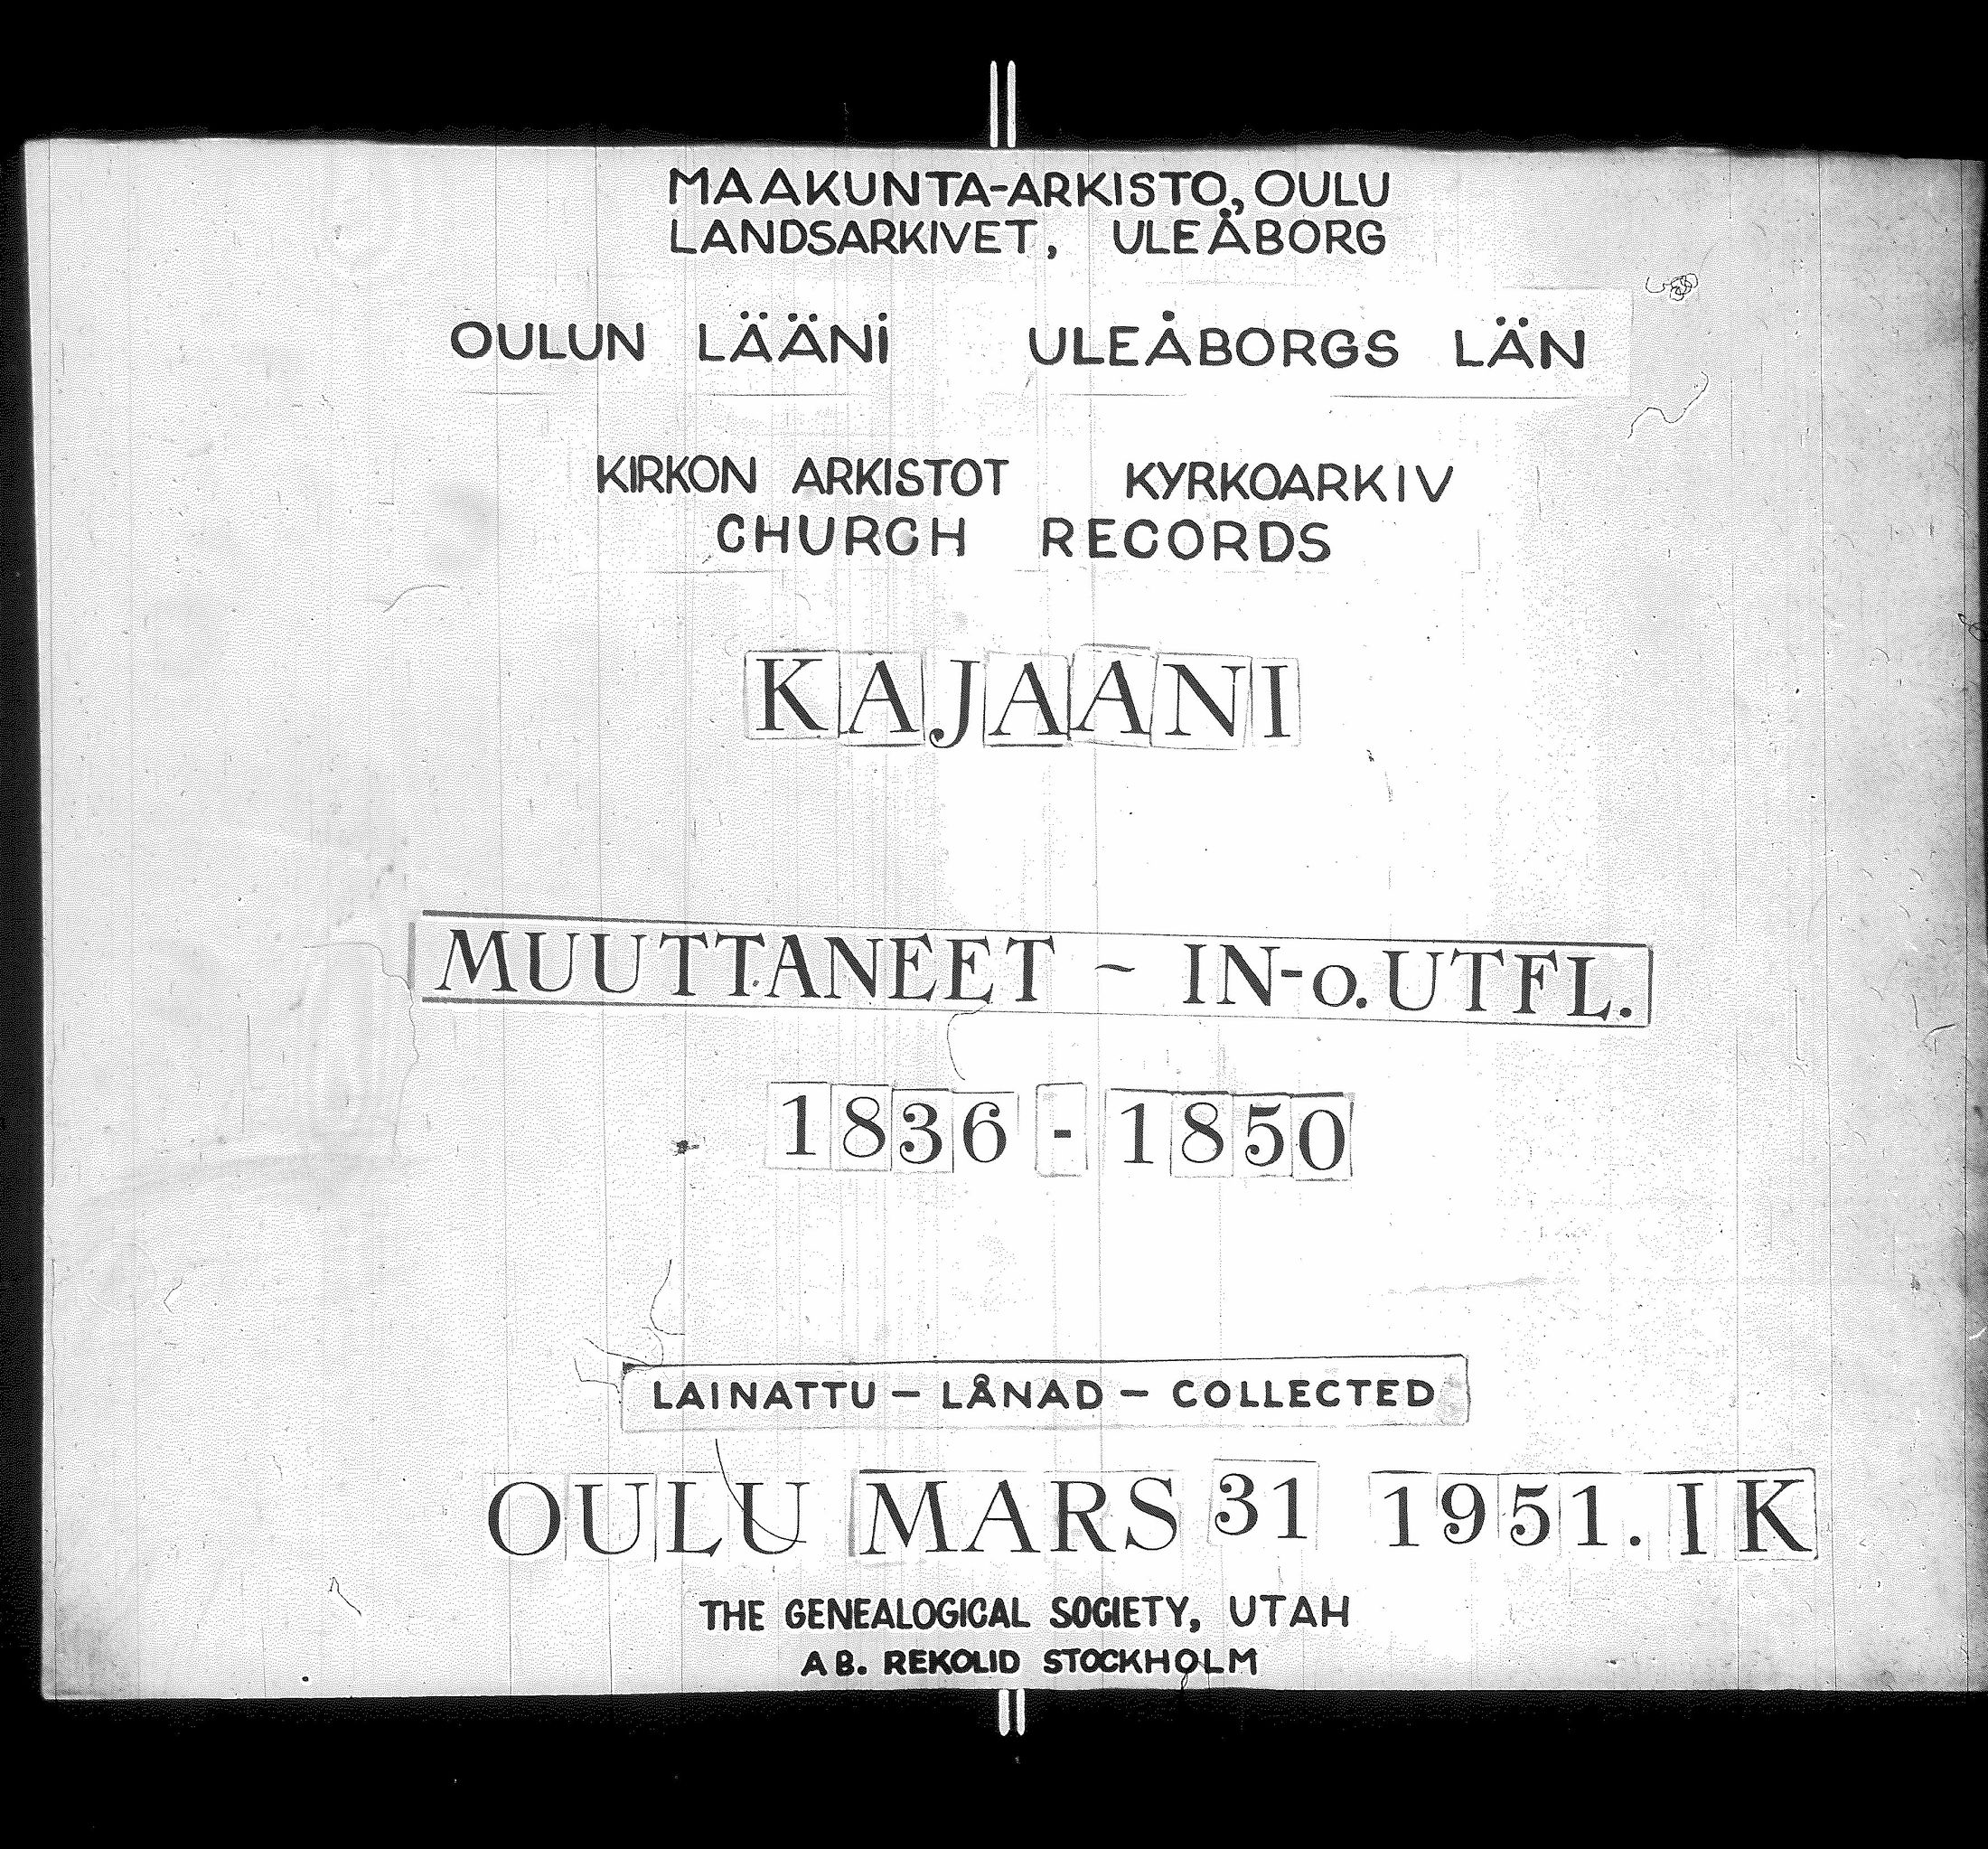 MAAKUNTA-ARKISTO, OULU
LANDSARKIVET, ULEÅBORG
OULUN LÄÄNI ULEÅBORGS LÄN
KIRKON ARKISTOT KYRKOARKIV
CHURCH RECORDS
KAJAANI
MUUTTANEET - IN-o. UTFL.
1836 - 1850
LAINATTU - LÅNAD - COLLECTED
OULU MARS 31 1951. IK
THE GENEALOGICAL SOCIETY, UTAH
AB. REKOLID STOCKHOLM